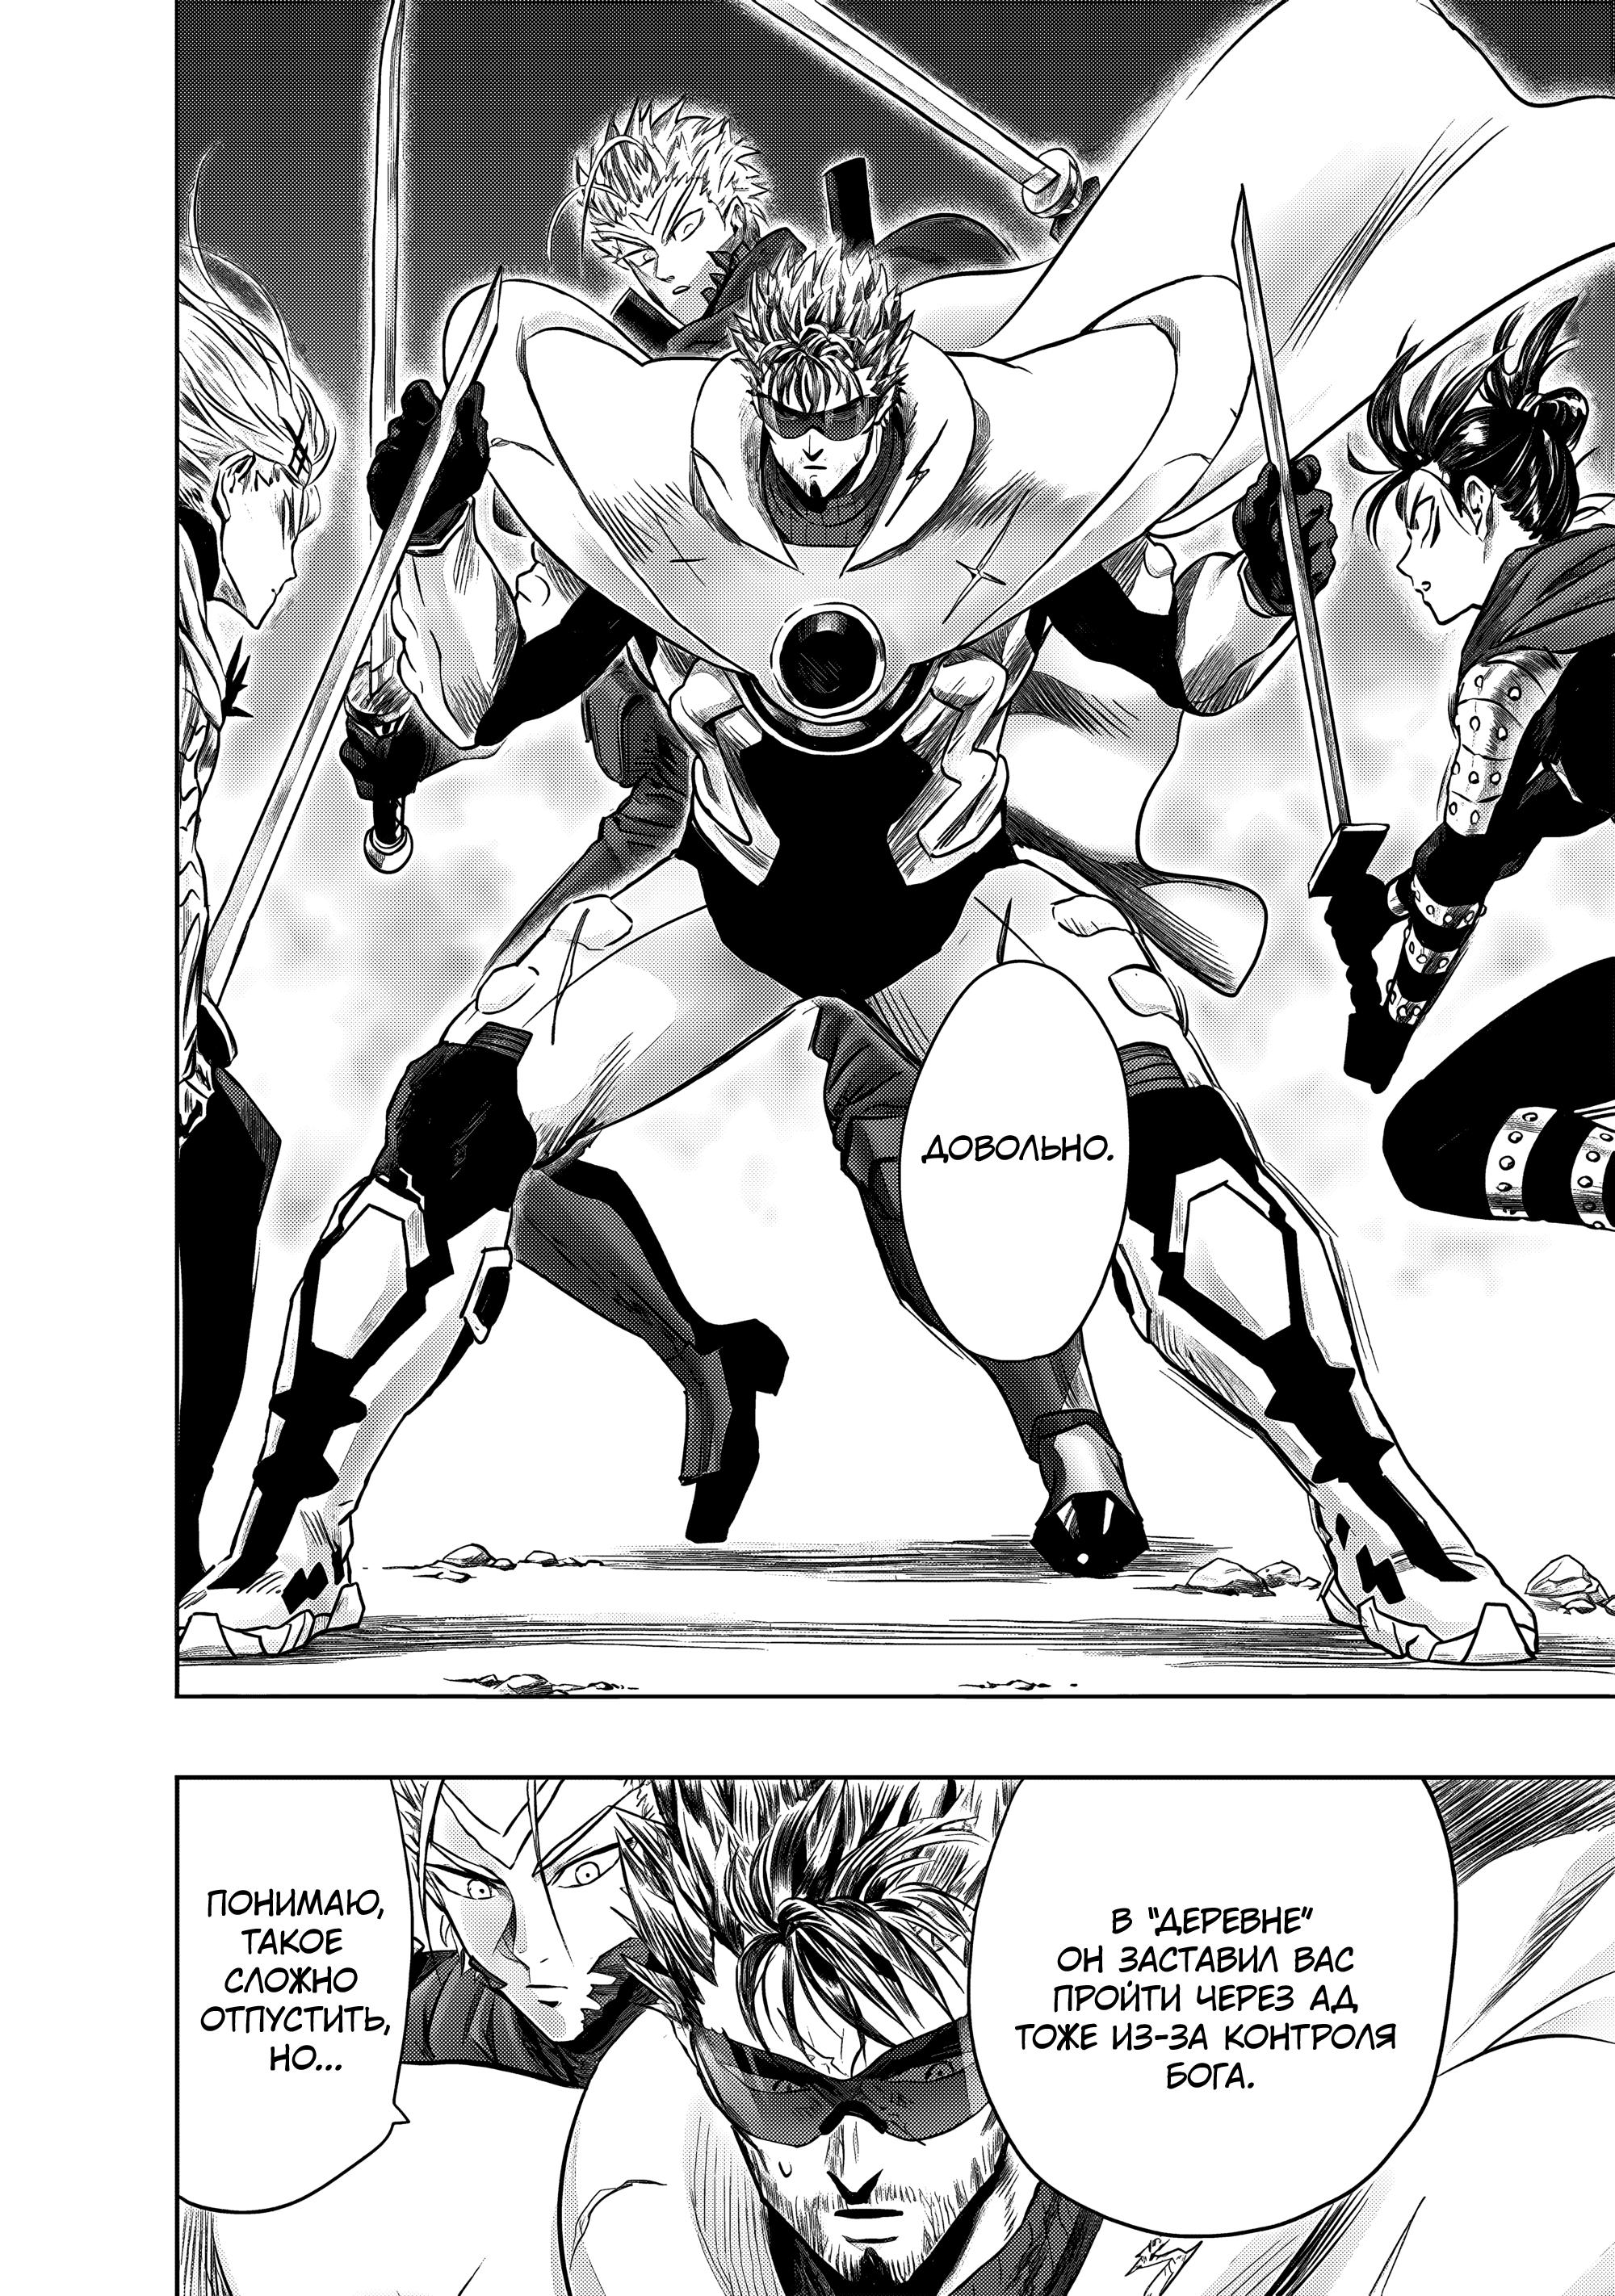 ДОВОЛЬНО.
В "ДЕРЕВНЕ"
ОН ЗАСТАВИЛ ВАС
ПРОЙТИ ЧЕРЕЗ АД
ТОЖЕ ИЗ-ЗА КОНТРОЛЯ
БОГА.
ПОНИМАЮ,
ТАКОЕ
СЛОЖНО
ОТПУСТИТЬ,
НО...